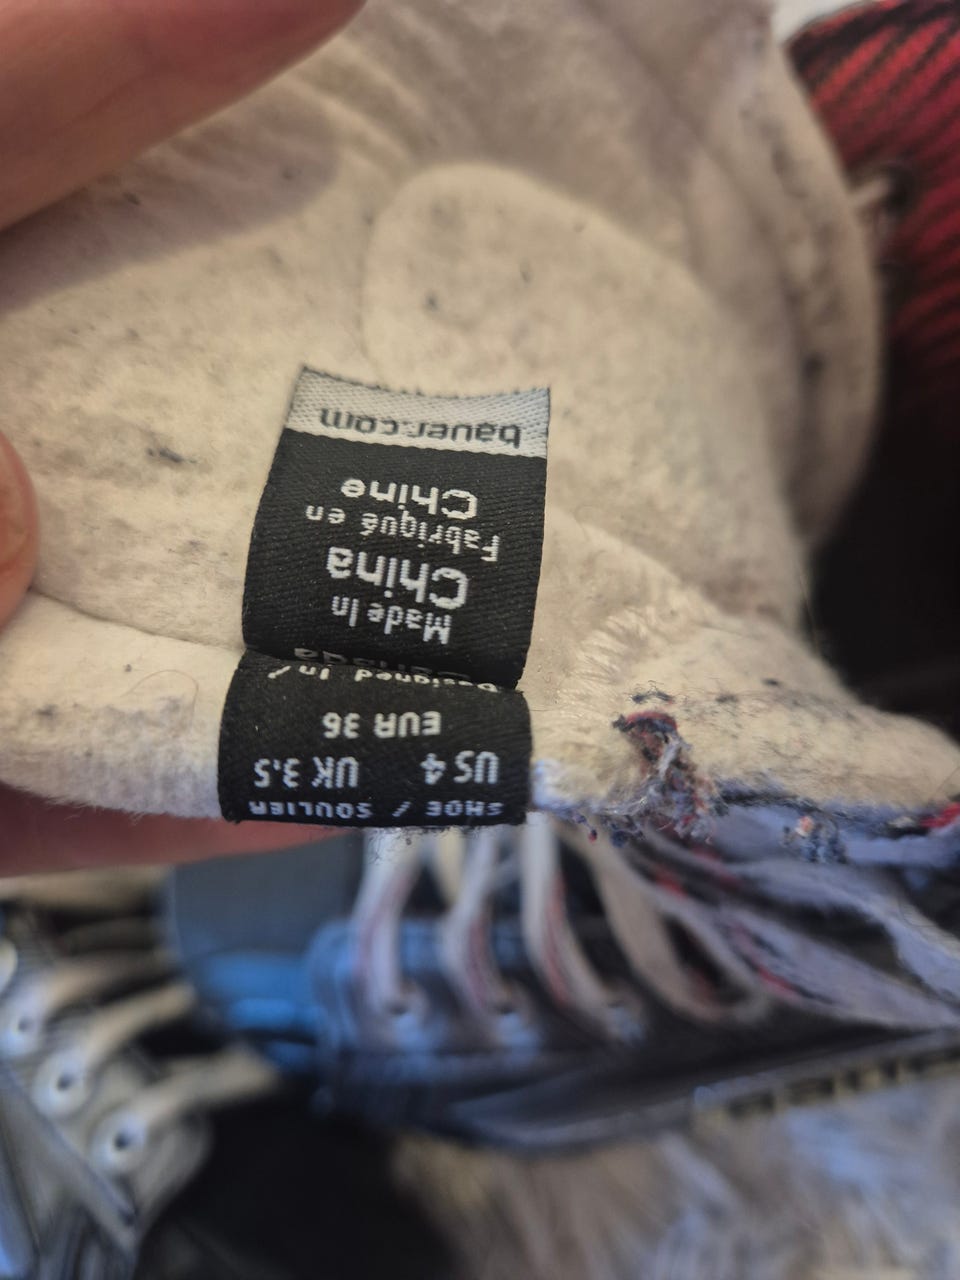 SHOE / SOULIER
US 4 UK 3.5
EUR 36
Designed In /
Canada
Made In
China
Fabriqué en
Chine
bauer.com